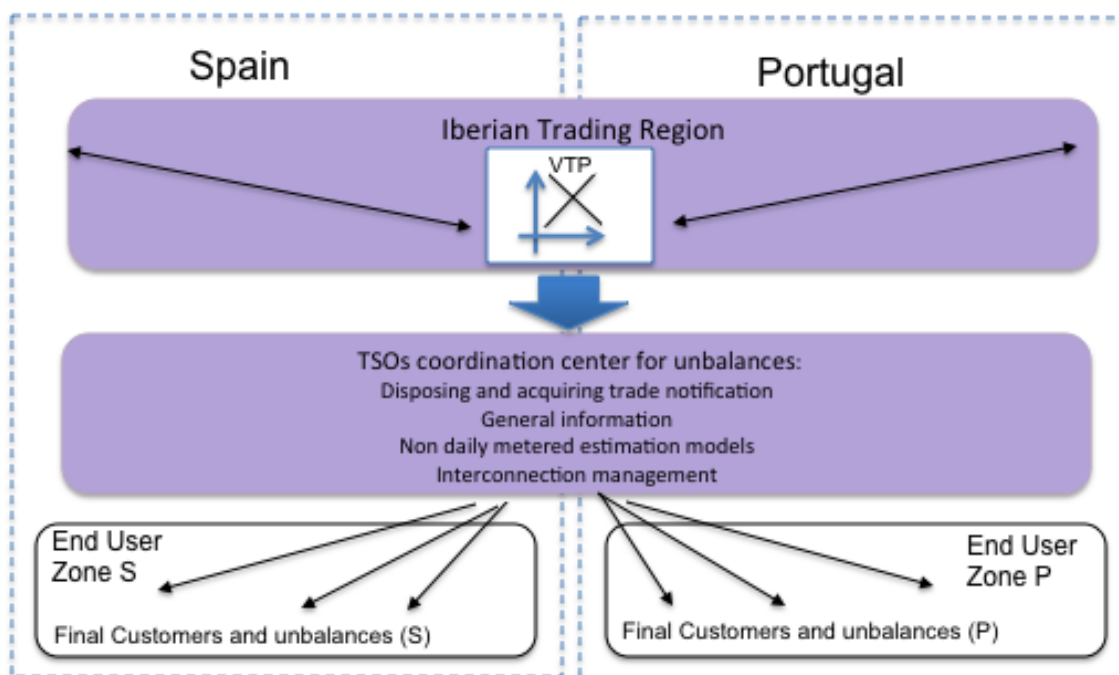 Spain
Portugal
Iberian Trading Region
VTP
TSOs coordination center for unbalances:
Disposing and acquiring trade notification
General information
Non daily metered estimation models
Interconnection management
End User
Zone S
Final Customers and unbalances (S)
End User
Zone P
Final Customers and unbalances (P)